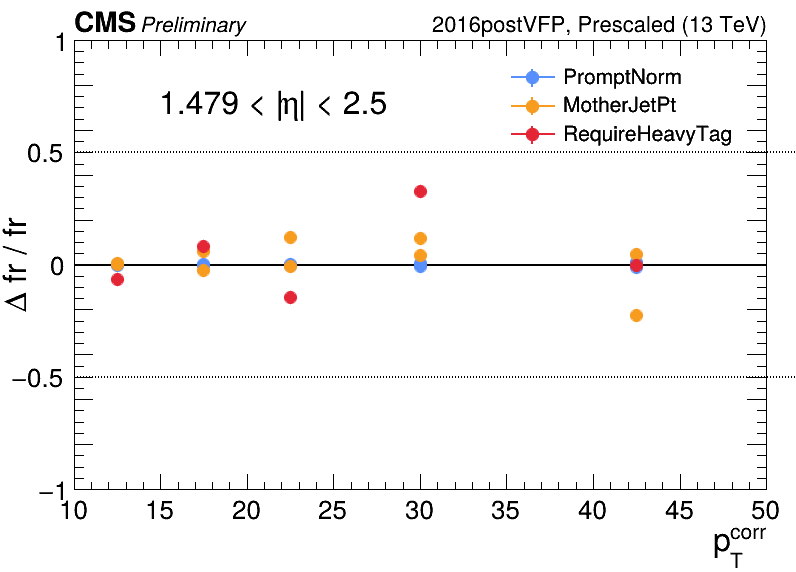 CMS Preliminary 2016postVFP, Prescaled (13 TeV)
1.479 < |η| < 2.5
PromptNorm
MotherJetPt
RequireHeavyTag
Δ fr / fr
1
0.5
0
−0.5
−1
10 15 20 25 30 35 40 45 50
p_T^corr